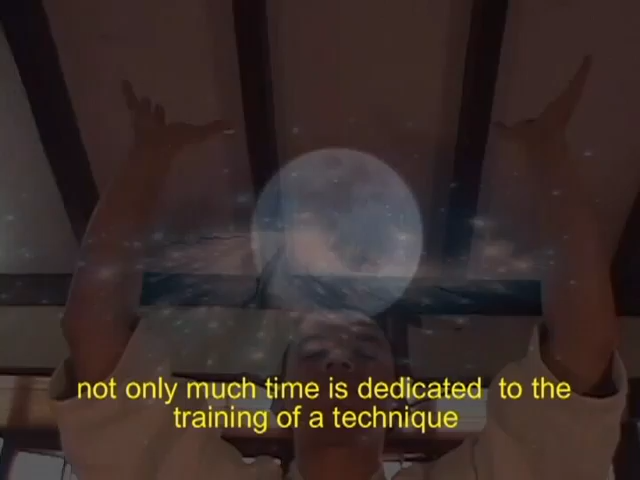 not only much time is dedicated  to the
training of a technique